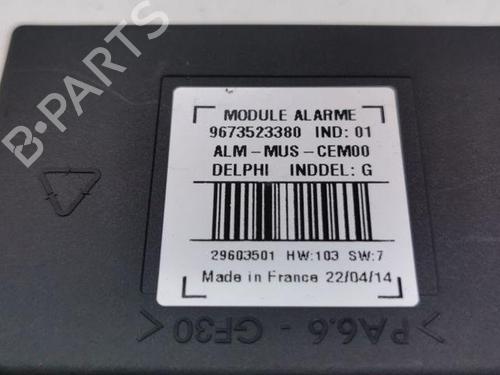 B-PARTS
MODULE ALARME
9673523380 IND: 01
ALM-MUS-CEM00
DELPHI INDDEL: G
29603501 HW:103 SW:7
Made in France 22/04/14
>PA6.6 - GF30<